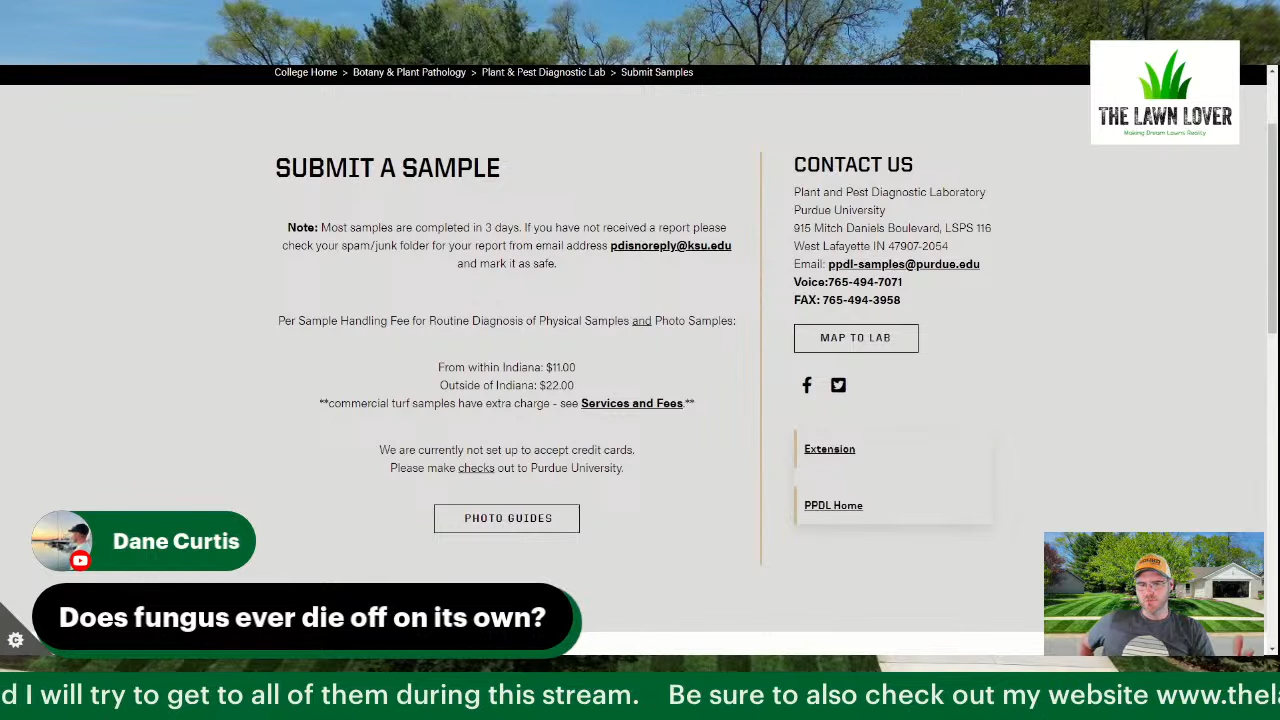 College Home > Botany & Plant Pathology > Plant & Pest Diagnostic Lab > Submit Samples
THE LAWN LOVER
Making Dream Lawns Reality
SUBMIT A SAMPLE
Note: Most samples are completed in 3 days. If you have not received a report please
check your spam/junk folder for your report from email address pdisnoreply@ksu.edu
and mark it as safe.
Per Sample Handling Fee for Routine Diagnosis of Physical Samples and Photo Samples:
From within Indiana: $11.00
Outside of Indiana: $22.00
**commercial turf samples have extra charge - see Services and Fees.**
We are currently not set up to accept credit cards.
Please make checks out to Purdue University.
PHOTO GUIDES
CONTACT US
Plant and Pest Diagnostic Laboratory
Purdue University
915 Mitch Daniels Boulevard, LSPS 116
West Lafayette IN 47907-2054
Email: ppdl-samples@purdue.edu
Voice:765-494-7071
FAX: 765-494-3958
MAP TO LAB
Extension
PPDL Home
Dane Curtis
Does fungus ever die off on its own?
d I will try to get to all of them during this stream. Be sure to also check out my website www.thela